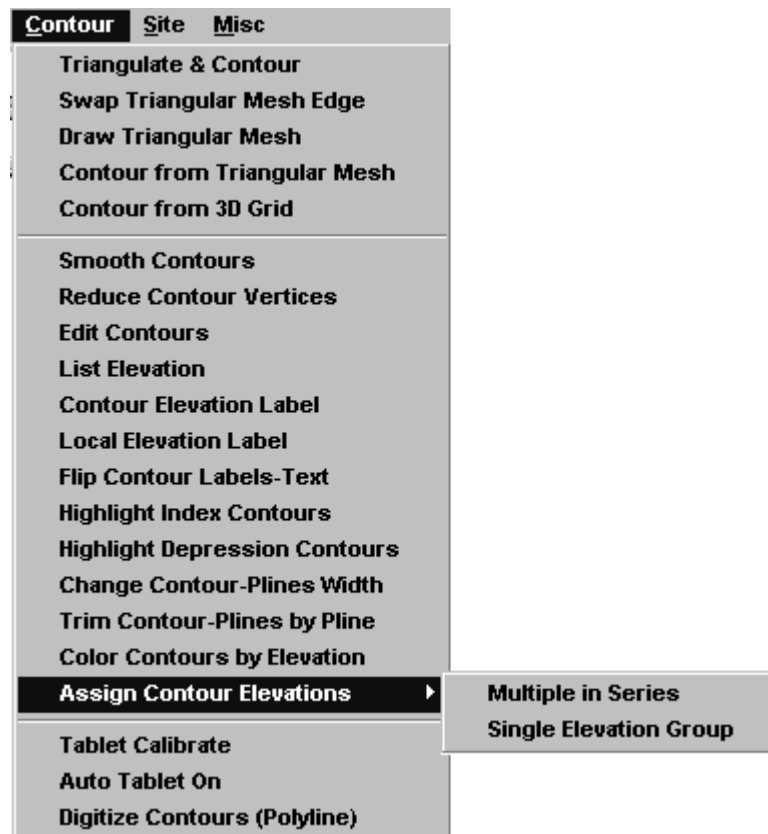 Contour Site Misc
Triangulate & Contour
Swap Triangular Mesh Edge
Draw Triangular Mesh
Contour from Triangular Mesh
Contour from 3D Grid
Smooth Contours
Reduce Contour Vertices
Edit Contours
List Elevation
Contour Elevation Label
Local Elevation Label
Flip Contour Labels-Text
Highlight Index Contours
Highlight Depression Contours
Change Contour-Plines Width
Trim Contour-Plines by Pline
Color Contours by Elevation
Assign Contour Elevations
Multiple in Series
Single Elevation Group
Tablet Calibrate
Auto Tablet On
Digitize Contours (Polyline)